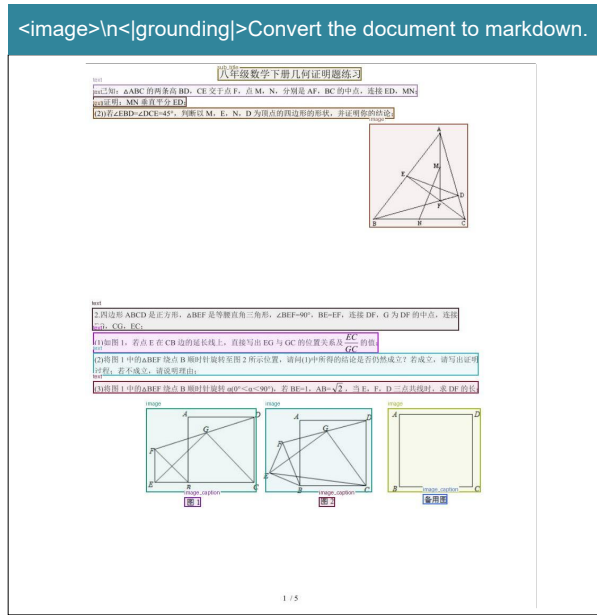 <image>\n<|grounding|>Convert the document to markdown.
sub_title
八年级数学下册几何证明题练习
text
已知：△ABC 的两条高 BD，CE 交于点 F，点 M，N，分别是 AF，BC 的中点，连接 ED，MN；
证明：MN 垂直平分 ED；
(2)若∠EBD=∠DCE=45°，判断以 M，E，N，D 为顶点的四边形的形状，并证明你的结论；
image
A
M
E
D
F
B N C
text
2.四边形 ABCD 是正方形，△BEF 是等腰直角三角形，∠BEF=90°，BE=EF，连接 DF，G 为 DF 的中点，连接
，CG，EC；
(1)如图 1，若点 E 在 CB 边的延长线上，直接写出 EG 与 GC 的位置关系及 EC/GC 的值；
(2)将图 1 中的△BEF 绕点 B 顺时针旋转至图 2 所示位置，请问(1)中所得的结论是否仍然成立？若成立，请写出证明
过程；若不成立，请说明理由；
text
(3)将图 1 中的△BEF 绕点 B 顺时针旋转 α(0°＜α＜90°)，若 BE=1，AB=√2，当 E，F，D 三点共线时，求 DF 的长；
image image image
A D A D A D
G G
F F
E B C E B C B C
image_caption image_caption image_caption
图 1 图 2 备用图
1 / 5